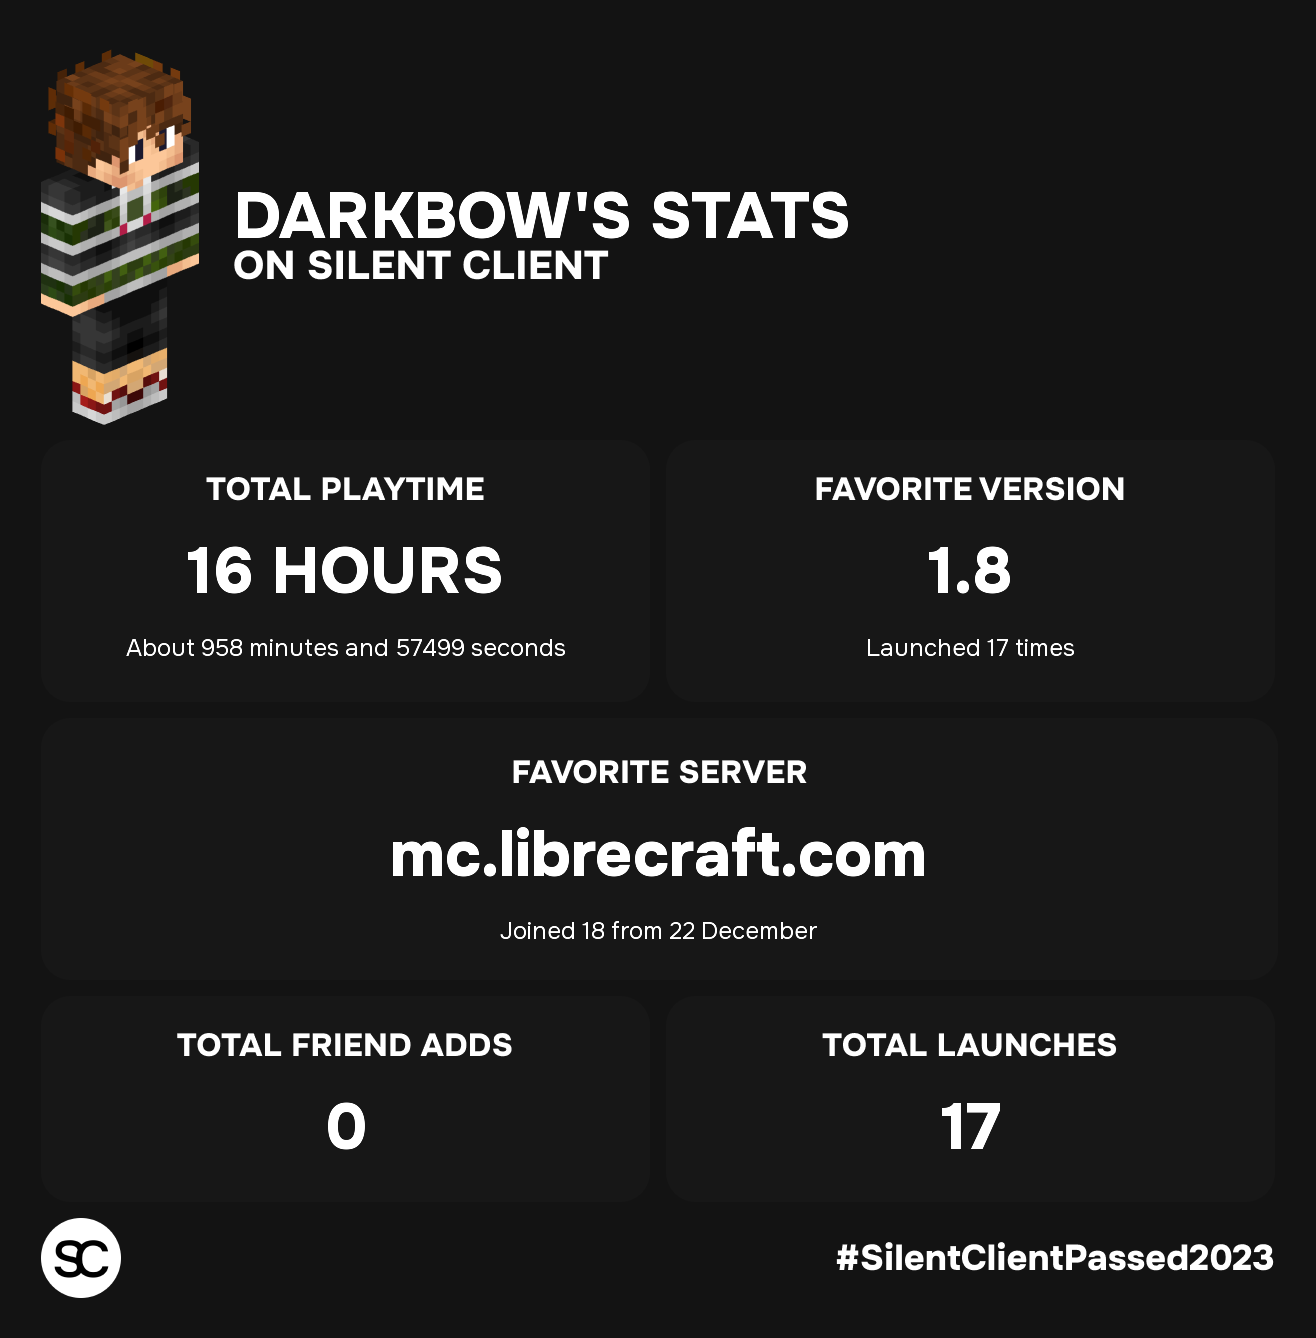 DARKBOW'S STATS
ON SILENT CLIENT
TOTAL PLAYTIME
16 HOURS
About 958 minutes and 57499 seconds
FAVORITE VERSION
1.8
Launched 17 times
FAVORITE SERVER
mc.librecraft.com
Joined 18 from 22 December
TOTAL FRIEND ADDS
0
TOTAL LAUNCHES
17
SC
#SilentClientPassed2023